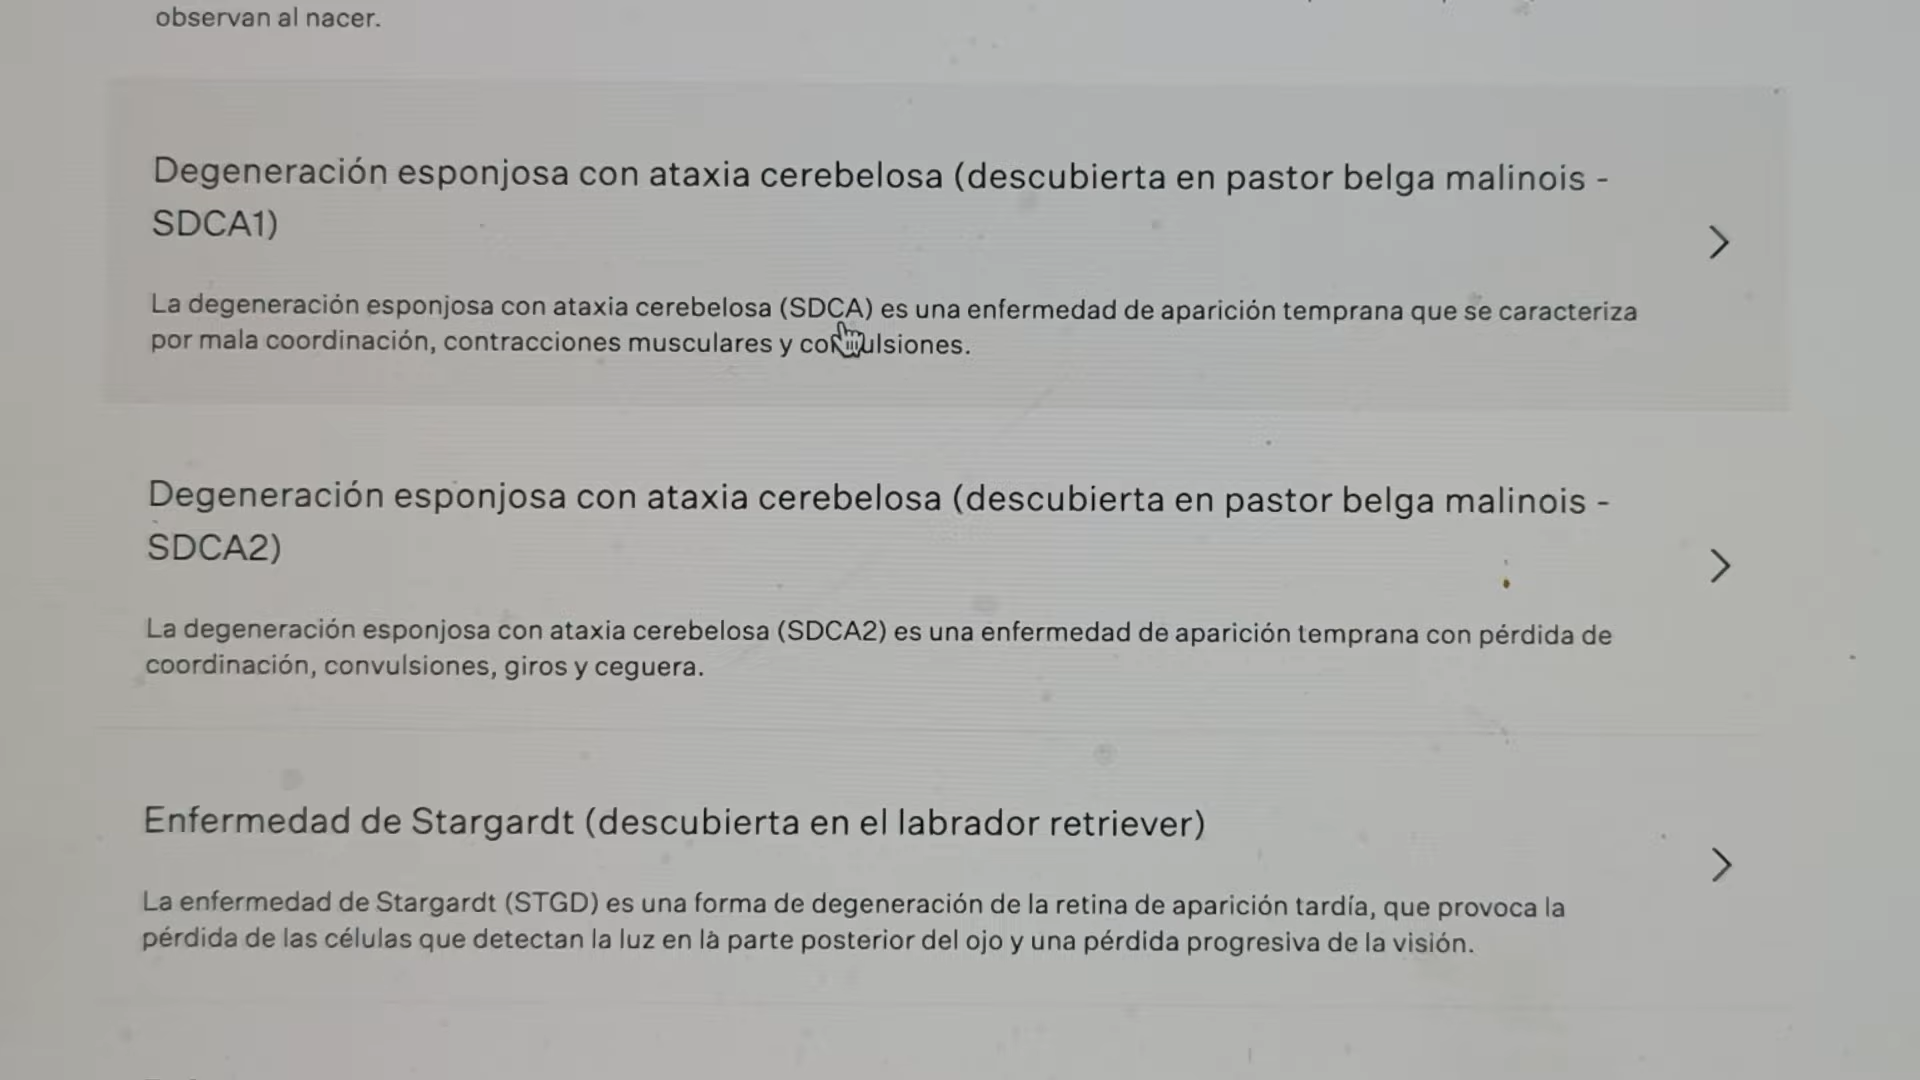 observan al nacer.
Degeneración esponjosa con ataxia cerebelosa (descubierta en pastor belga malinois -
SDCA1)
La degeneración esponjosa con ataxia cerebelosa (SDCA) es una enfermedad de aparición temprana que se caracteriza
por mala coordinación, contracciones musculares y convulsiones.
Degeneración esponjosa con ataxia cerebelosa (descubierta en pastor belga malinois -
SDCA2)
La degeneración esponjosa con ataxia cerebelosa (SDCA2) es una enfermedad de aparición temprana con pérdida de
coordinación, convulsiones, giros y ceguera.
Enfermedad de Stargardt (descubierta en el labrador retriever)
La enfermedad de Stargardt (STGD) es una forma de degeneración de la retina de aparición tardía, que provoca la
pérdida de las células que detectan la luz en la parte posterior del ojo y una pérdida progresiva de la visión.